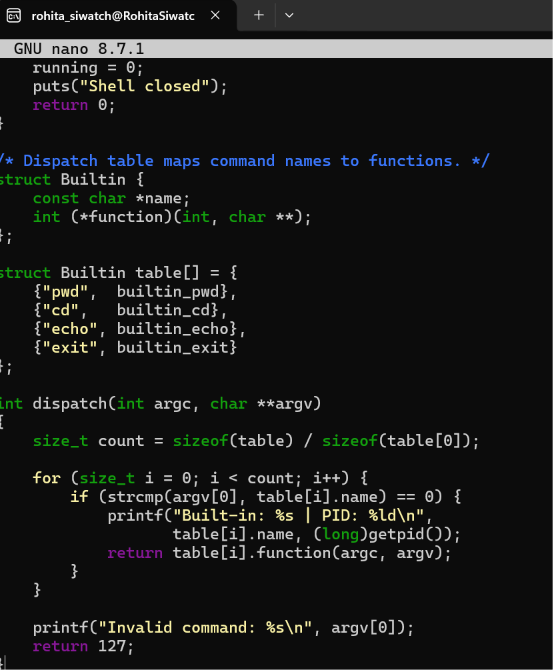 rohita_siwatch@RohitaSiwatc
GNU nano 8.7.1
    running = 0;
    puts("Shell closed");
    return 0;
}

/* Dispatch table maps command names to functions. */
struct Builtin {
    const char *name;
    int (*function)(int, char **);
};

struct Builtin table[] = {
    {"pwd",  builtin_pwd},
    {"cd",   builtin_cd},
    {"echo", builtin_echo},
    {"exit", builtin_exit}
};

int dispatch(int argc, char **argv)
{
    size_t count = sizeof(table) / sizeof(table[0]);

    for (size_t i = 0; i < count; i++) {
        if (strcmp(argv[0], table[i].name) == 0) {
            printf("Built-in: %s | PID: %ld\n",
                   table[i].name, (long)getpid());
            return table[i].function(argc, argv);
        }
    }

    printf("Invalid command: %s\n", argv[0]);
    return 127;
}